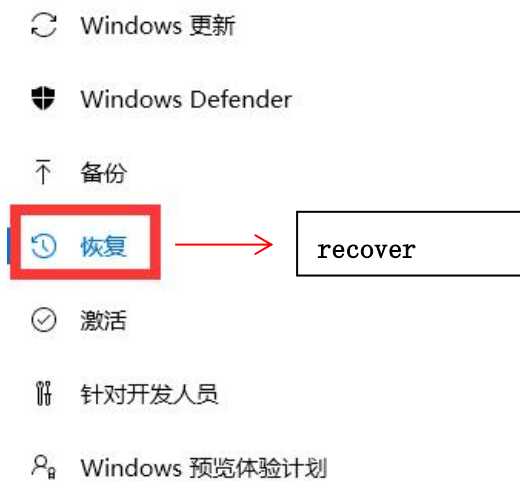 Windows 更新
Windows Defender
备份
恢复
recover
激活
针对开发人员
Windows 预览体验计划